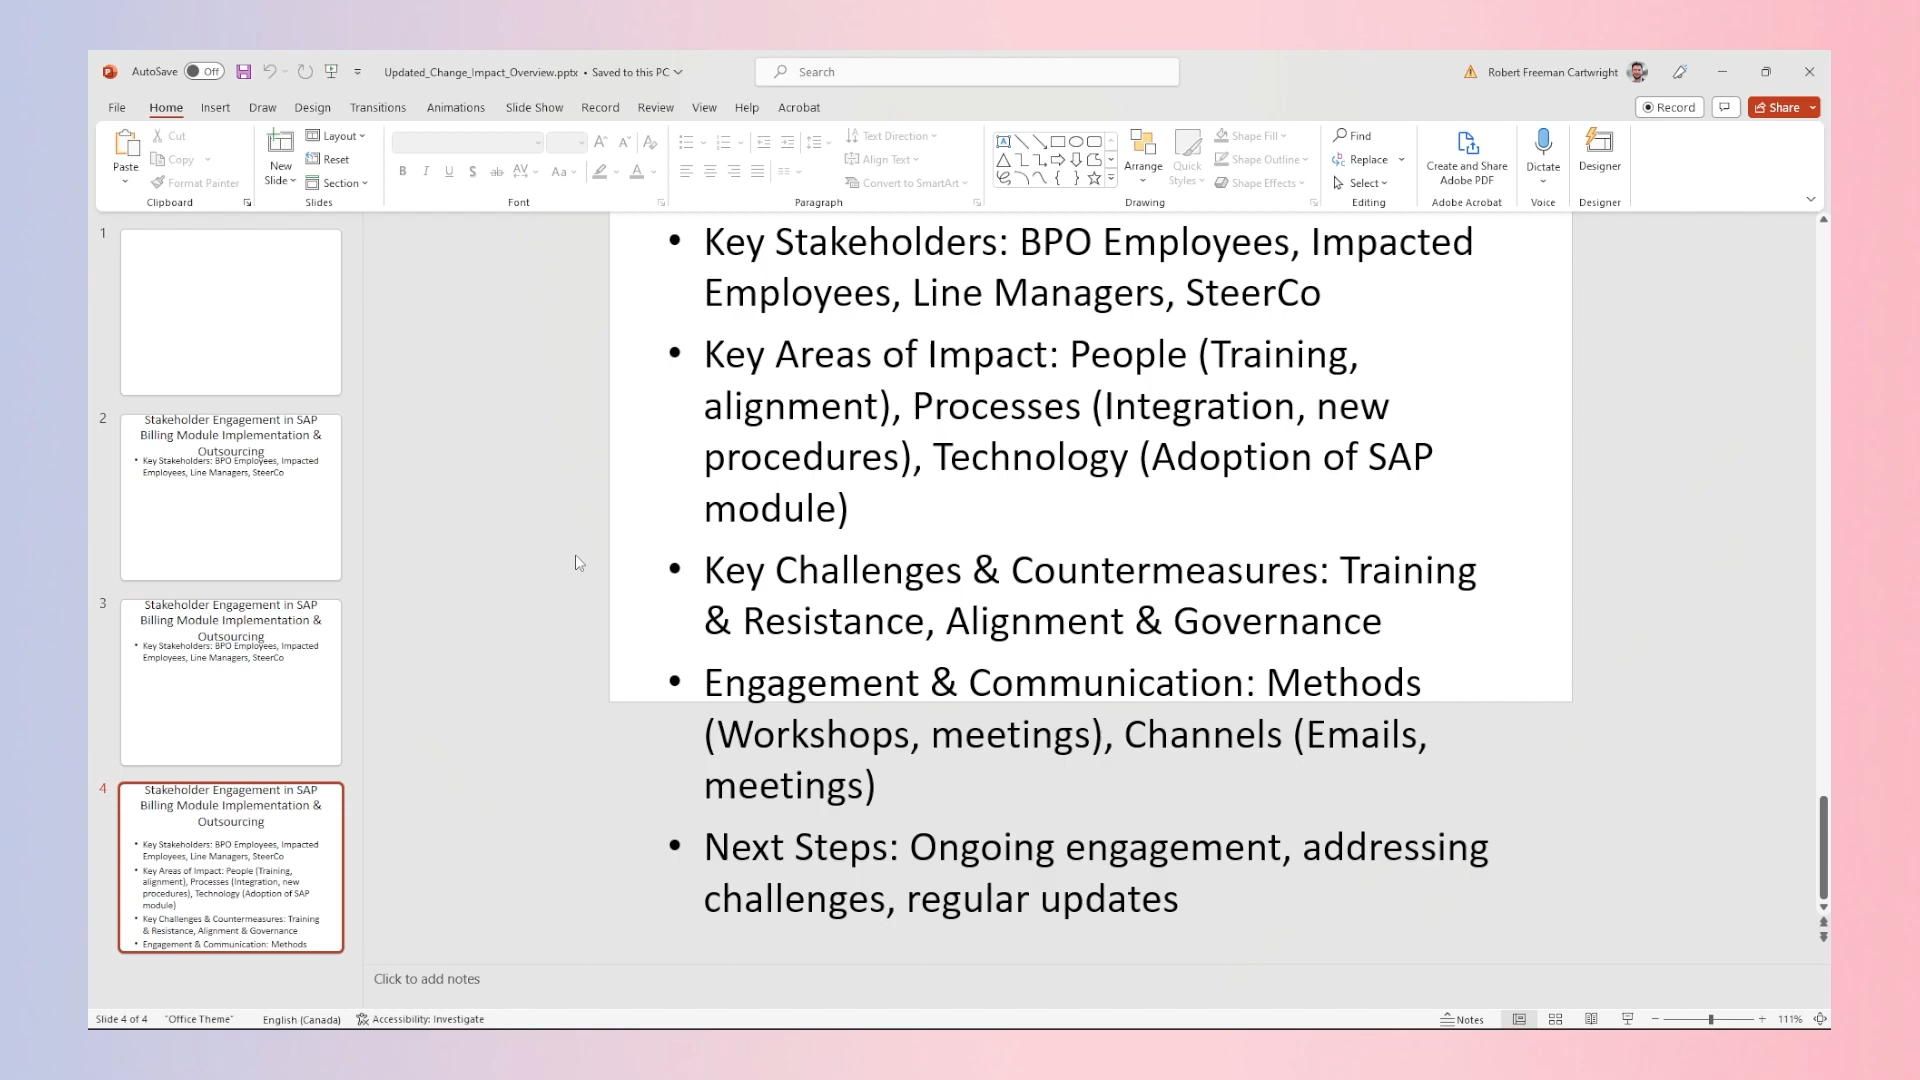 AutoSave Off Updated_Change_Impact_Overview.pptx • Saved to this PC Search Robert Freeman Cartwright
File Home Insert Draw Design Transitions Animations Slide Show Record Review View Help Acrobat Record Share
Paste Cut Copy Format Painter Clipboard
New Slide Layout Reset Section Slides
B I U S ab AV Aa A Font
Text Direction Align Text Convert to SmartArt Paragraph
Arrange Quick Styles Shape Fill Shape Outline Shape Effects Drawing
Find Replace Select Editing
Create and Share Adobe PDF Adobe Acrobat
Dictate Voice
Designer Designer
1
2
Stakeholder Engagement in SAP
Billing Module Implementation &
Outsourcing
• Key Stakeholders: BPO Employees, Impacted
Employees, Line Managers, SteerCo
3
Stakeholder Engagement in SAP
Billing Module Implementation &
Outsourcing
• Key Stakeholders: BPO Employees, Impacted
Employees, Line Managers, SteerCo
4
Stakeholder Engagement in SAP
Billing Module Implementation &
Outsourcing
• Key Stakeholders: BPO Employees, Impacted
Employees, Line Managers, SteerCo
• Key Areas of Impact: People (Training,
alignment), Processes (Integration, new
procedures), Technology (Adoption of SAP
module)
• Key Challenges & Countermeasures: Training
& Resistance, Alignment & Governance
• Engagement & Communication: Methods
• Key Stakeholders: BPO Employees, Impacted
Employees, Line Managers, SteerCo
• Key Areas of Impact: People (Training,
alignment), Processes (Integration, new
procedures), Technology (Adoption of SAP
module)
• Key Challenges & Countermeasures: Training
& Resistance, Alignment & Governance
• Engagement & Communication: Methods
(Workshops, meetings), Channels (Emails,
meetings)
• Next Steps: Ongoing engagement, addressing
challenges, regular updates
Click to add notes
Slide 4 of 4 "Office Theme" English (Canada) Accessibility: Investigate Notes 111%